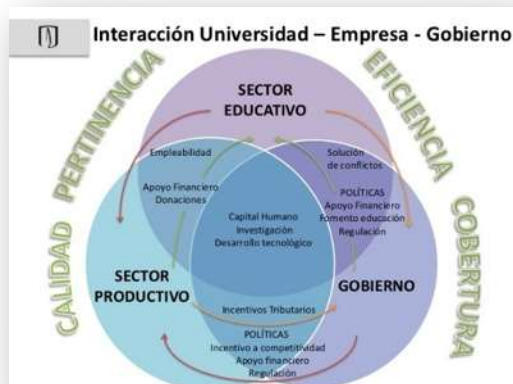 Interacción Universidad – Empresa - Gobierno
CALIDAD PERTINENCIA
EFICIENCIA COBERTURA
SECTOR
EDUCATIVO
Empleabilidad
Apoyo Financiero
Donaciones
Solución
de conflictos
POLÍTICAS
Apoyo Financiero
Fomento educación
Regulación
Capital Humano
Investigación
Desarrollo tecnológico
SECTOR
PRODUCTIVO
GOBIERNO
Incentivos Tributarios
POLÍTICAS
Incentivo a competitividad
Apoyo financiero
Regulación